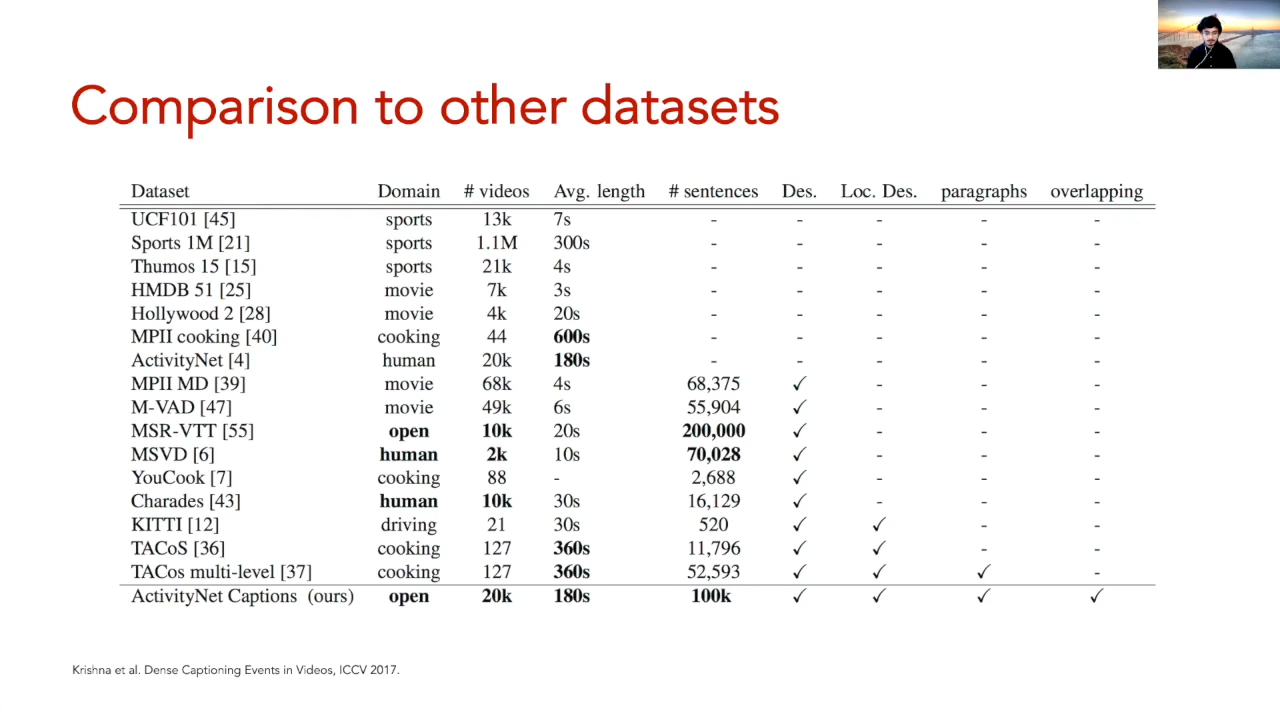 Comparison to other datasets
Dataset Domain # videos Avg. length # sentences Des. Loc. Des. paragraphs overlapping
UCF101 [45] sports 13k 7s - - - - -
Sports 1M [21] sports 1.1M 300s - - - - -
Thumos 15 [15] sports 21k 4s - - - - -
HMDB 51 [25] movie 7k 3s - - - - -
Hollywood 2 [28] movie 4k 20s - - - - -
MPII cooking [40] cooking 44 600s - - - - -
ActivityNet [4] human 20k 180s - - - - -
MPII MD [39] movie 68k 4s 68,375 ✓ - - -
M-VAD [47] movie 49k 6s 55,904 ✓ - - -
MSR-VTT [55] open 10k 20s 200,000 ✓ - - -
MSVD [6] human 2k 10s 70,028 ✓ - - -
YouCook [7] cooking 88 - 2,688 ✓ - - -
Charades [43] human 10k 30s 16,129 ✓ - - -
KITTI [12] driving 21 30s 520 ✓ ✓ - -
TACoS [36] cooking 127 360s 11,796 ✓ ✓ - -
TACos multi-level [37] cooking 127 360s 52,593 ✓ ✓ ✓ -
ActivityNet Captions (ours) open 20k 180s 100k ✓ ✓ ✓ ✓
Krishna et al. Dense Captioning Events in Videos, ICCV 2017.